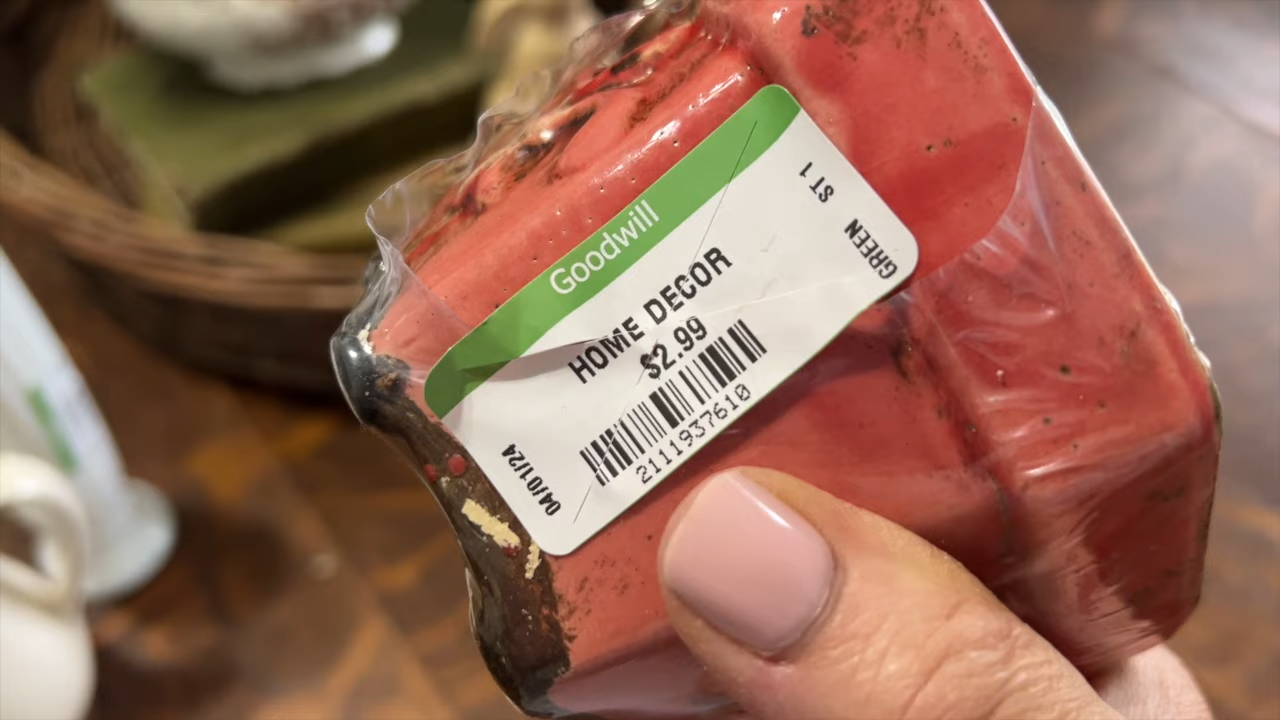 Goodwill
ST 1
GREEN
HOME DECOR
$2.99
2111937610
04/01/24